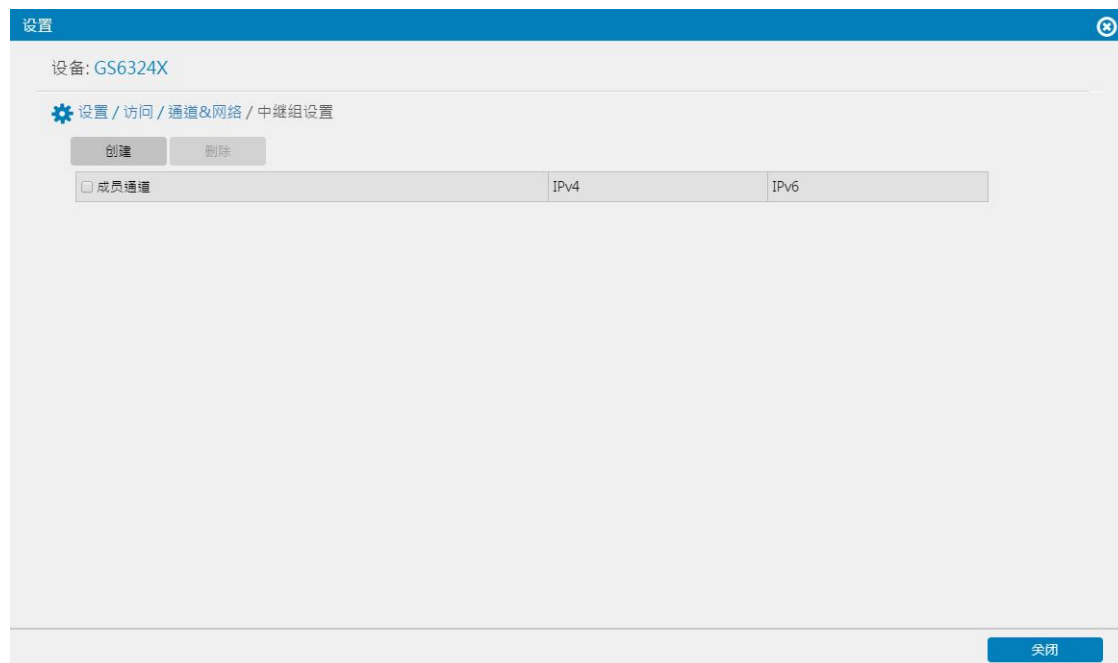 设置
设备: GS6324X
设置 / 访问 / 通道&网络 / 中继组设置
创建 删除
成员通道 IPv4 IPv6
关闭